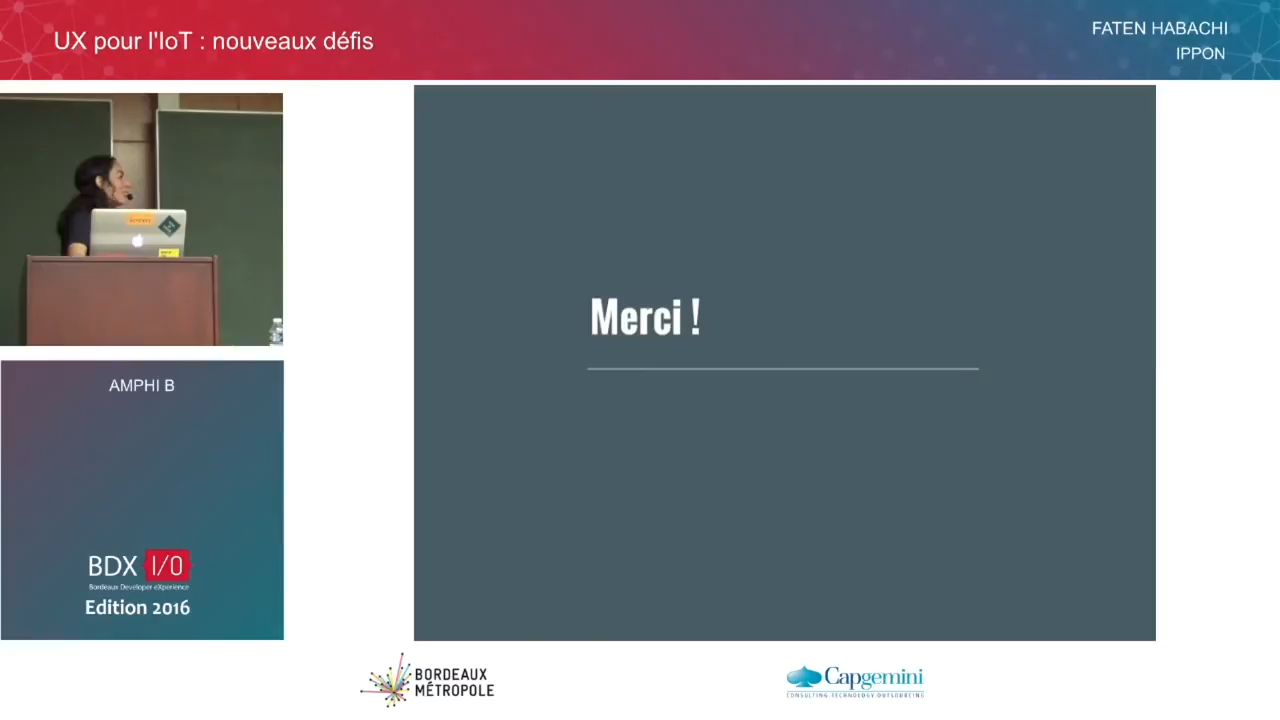 UX pour l'IoT : nouveaux défis
FATEN HABACHI
IPPON
Merci !
AMPHI B
BDX I/O
Bordeaux Developer eXperience
Edition 2016
BORDEAUX
MÉTROPOLE
Capgemini
CONSULTING.TECHNOLOGY.OUTSOURCING